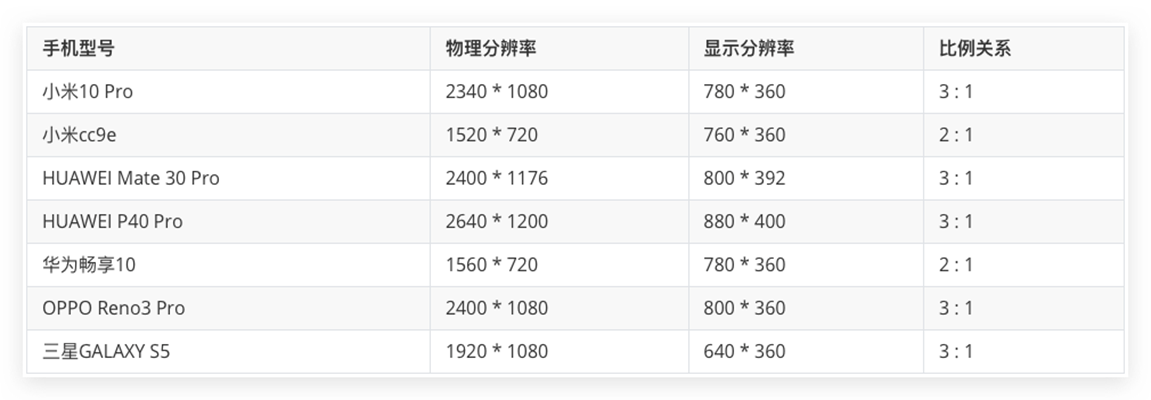 手机型号 物理分辨率 显示分辨率 比例关系
小米10 Pro 2340 * 1080 780 * 360 3 : 1
小米cc9e 1520 * 720 760 * 360 2 : 1
HUAWEI Mate 30 Pro 2400 * 1176 800 * 392 3 : 1
HUAWEI P40 Pro 2640 * 1200 880 * 400 3 : 1
华为畅享10 1560 * 720 780 * 360 2 : 1
OPPO Reno3 Pro 2400 * 1080 800 * 360 3 : 1
三星GALAXY S5 1920 * 1080 640 * 360 3 : 1